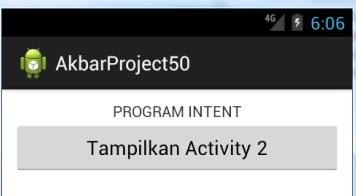 4G 6:06
AkbarProject50
PROGRAM INTENT
Tampilkan Activity 2